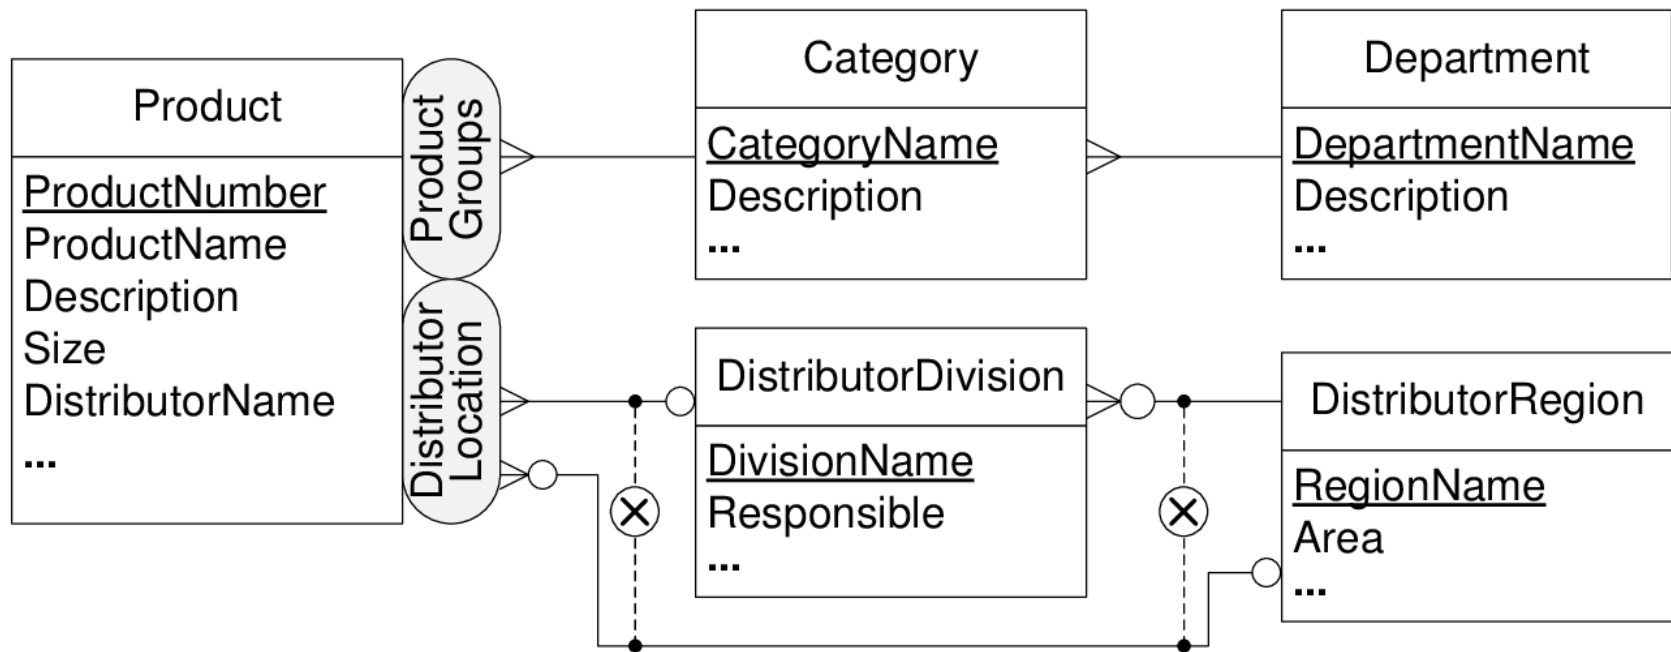 Product
ProductNumber
ProductName
Description
Size
DistributorName
...
Product
Groups
Distributor
Location
Category
CategoryName
Description
...
Department
DepartmentName
Description
...
DistributorDivision
DivisionName
Responsible
...
DistributorRegion
RegionName
Area
...